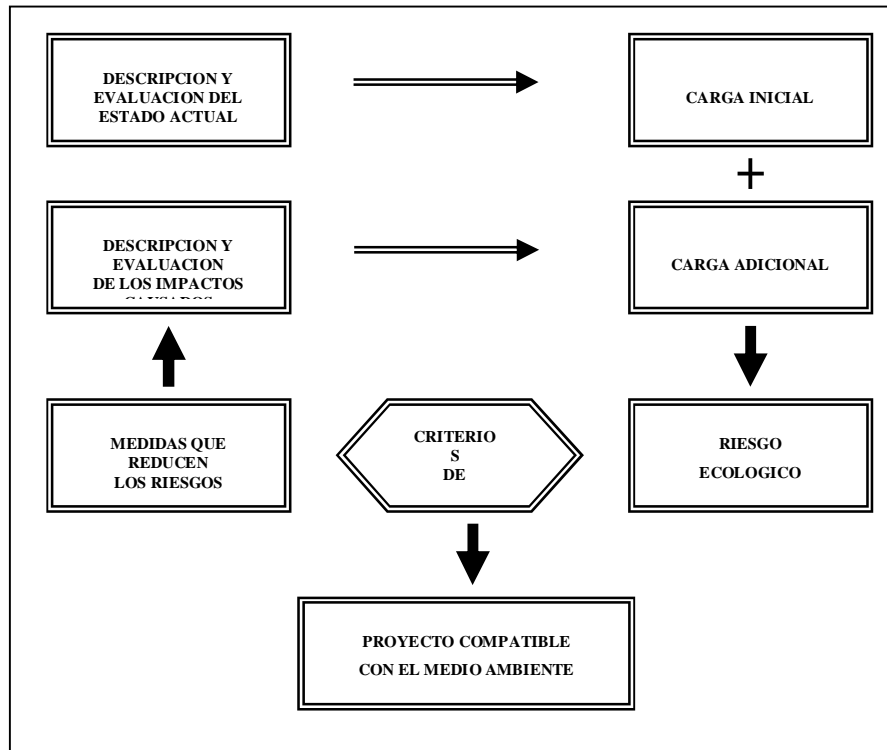 DESCRIPCION Y
EVALUACION DEL
ESTADO ACTUAL
CARGA INICIAL
+
DESCRIPCION Y
EVALUACION
DE LOS IMPACTOS
CARGA ADICIONAL
MEDIDAS QUE
REDUCEN
LOS RIESGOS
CRITERIO
S
DE
RIESGO
ECOLOGICO
PROYECTO COMPATIBLE
CON EL MEDIO AMBIENTE